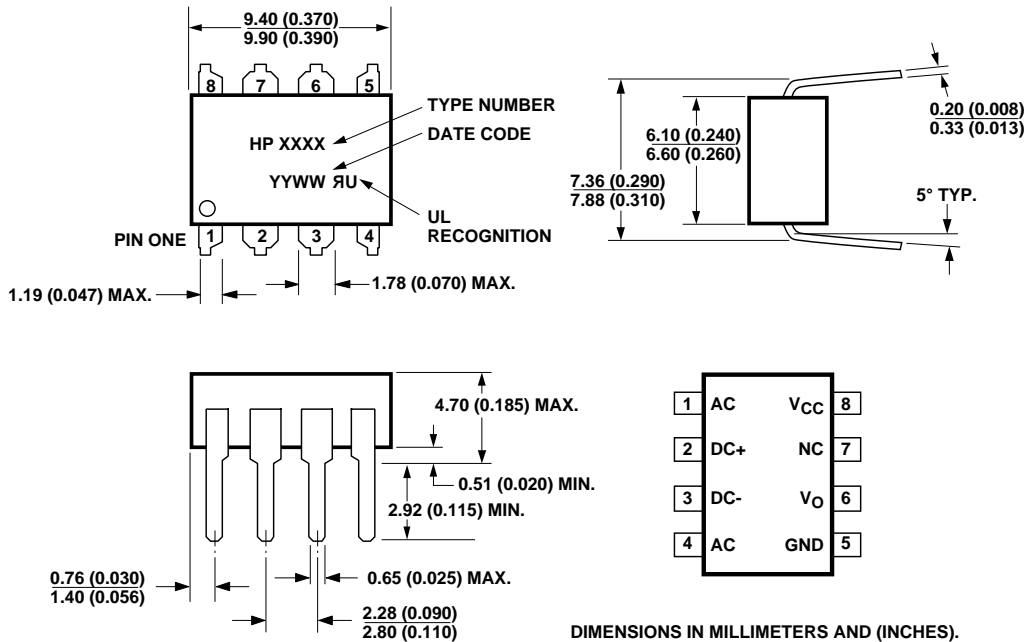 9.40 (0.370)
9.90 (0.390)
8 7 6 5
TYPE NUMBER
HP XXXX
DATE CODE
YYWW ЯU
UL
RECOGNITION
PIN ONE
1 2 3 4
1.19 (0.047) MAX.
1.78 (0.070) MAX.
0.20 (0.008)
0.33 (0.013)
6.10 (0.240)
6.60 (0.260)
7.36 (0.290)
7.88 (0.310)
5° TYP.
4.70 (0.185) MAX.
0.51 (0.020) MIN.
2.92 (0.115) MIN.
0.76 (0.030)
1.40 (0.056)
0.65 (0.025) MAX.
2.28 (0.090)
2.80 (0.110)
1 AC VCC 8
2 DC+ NC 7
3 DC- VO 6
4 AC GND 5
DIMENSIONS IN MILLIMETERS AND (INCHES).